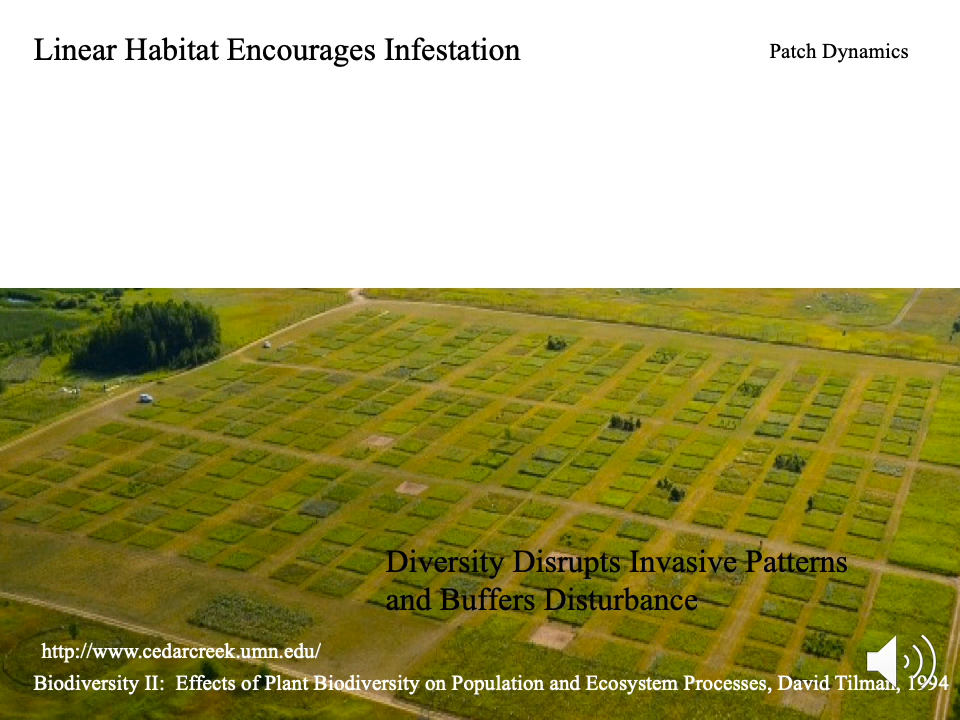 Linear Habitat Encourages Infestation
Patch Dynamics
Diversity Disrupts Invasive Patterns
and Buffers Disturbance
http://www.cedarcreek.umn.edu/
Biodiversity II:  Effects of Plant Biodiversity on Population and Ecosystem Processes, David Tilman, 1994